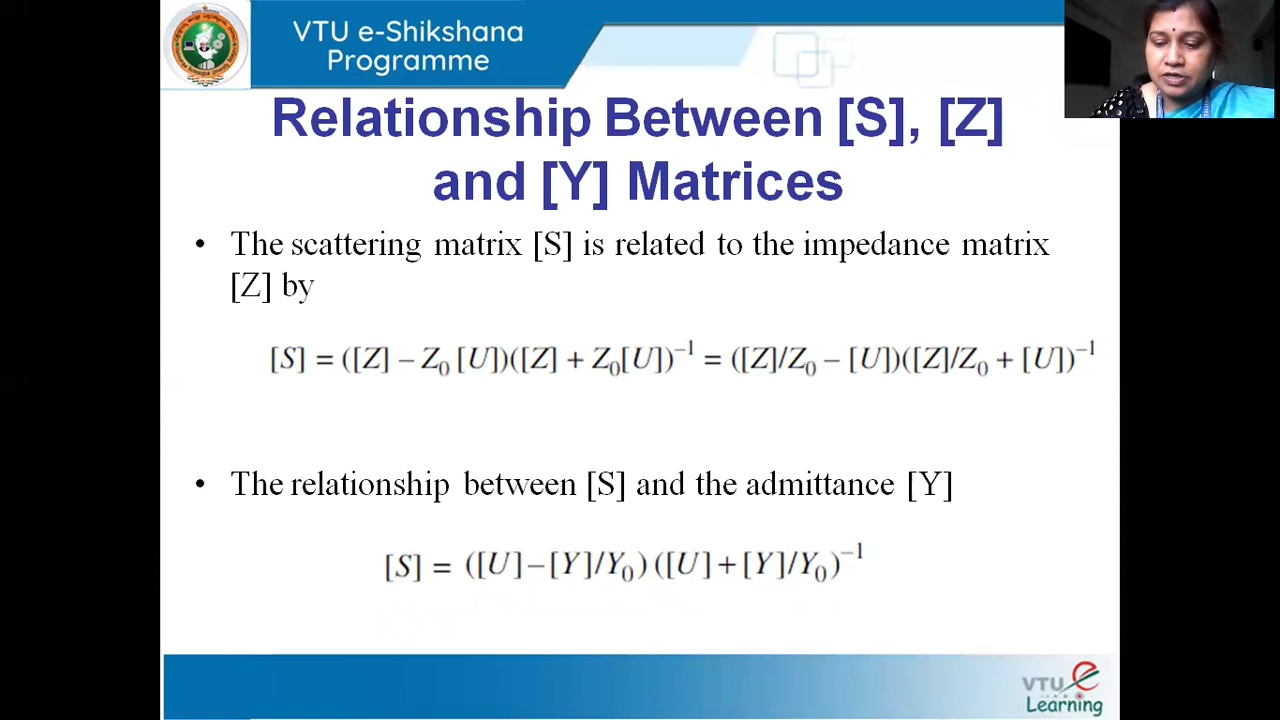 VTU e-Shikshana
Programme
Relationship Between [S], [Z]
and [Y] Matrices
• The scattering matrix [S] is related to the impedance matrix
[Z] by
[S] = ([Z] − Z₀ [U])([Z] + Z₀[U])⁻¹ = ([Z]/Z₀ − [U])([Z]/Z₀ + [U])⁻¹
• The relationship between [S] and the admittance [Y]
[S] = ([U] − [Y]/Y₀) ([U] + [Y]/Y₀)⁻¹
VTU e
Learning